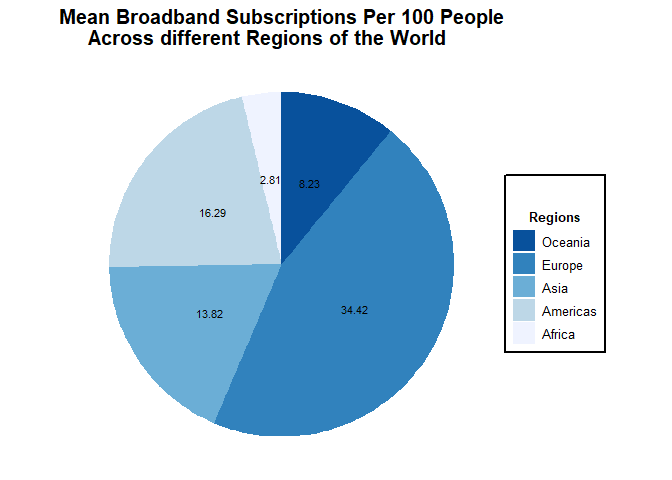 Mean Broadband Subscriptions Per 100 People
Across different Regions of the World
2.81
8.23
16.29
34.42
13.82
Regions
Oceania
Europe
Asia
Americas
Africa